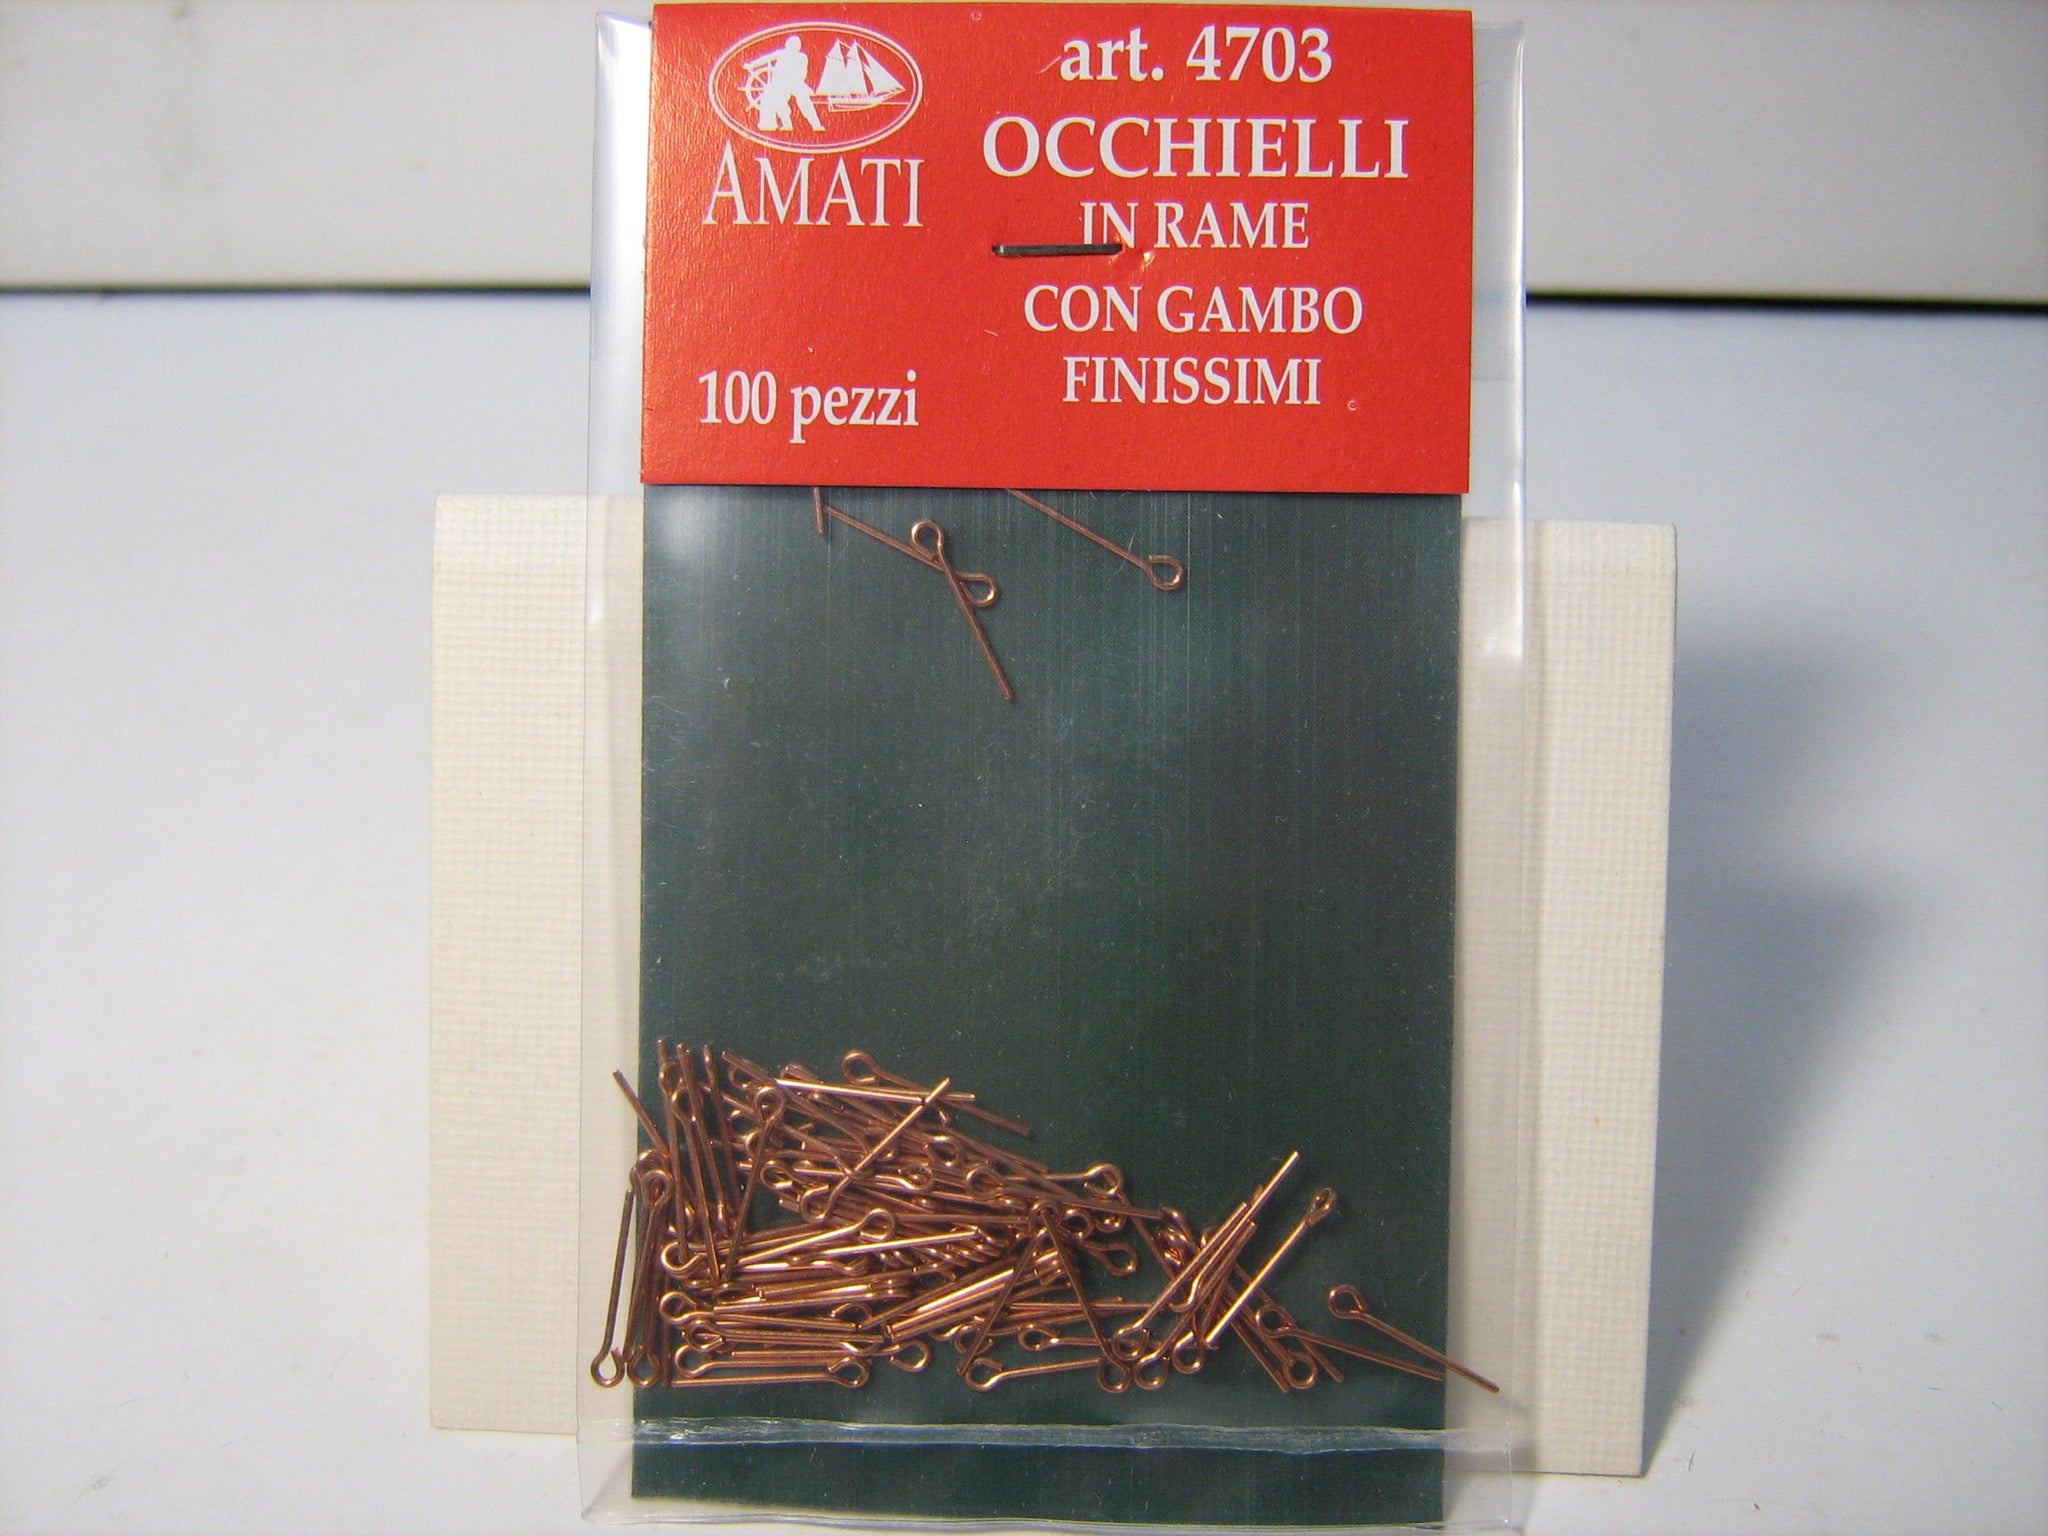 AMATI
art. 4703
OCCHIELLI
IN RAME
CON GAMBO
FINISSIMI
100 pezzi